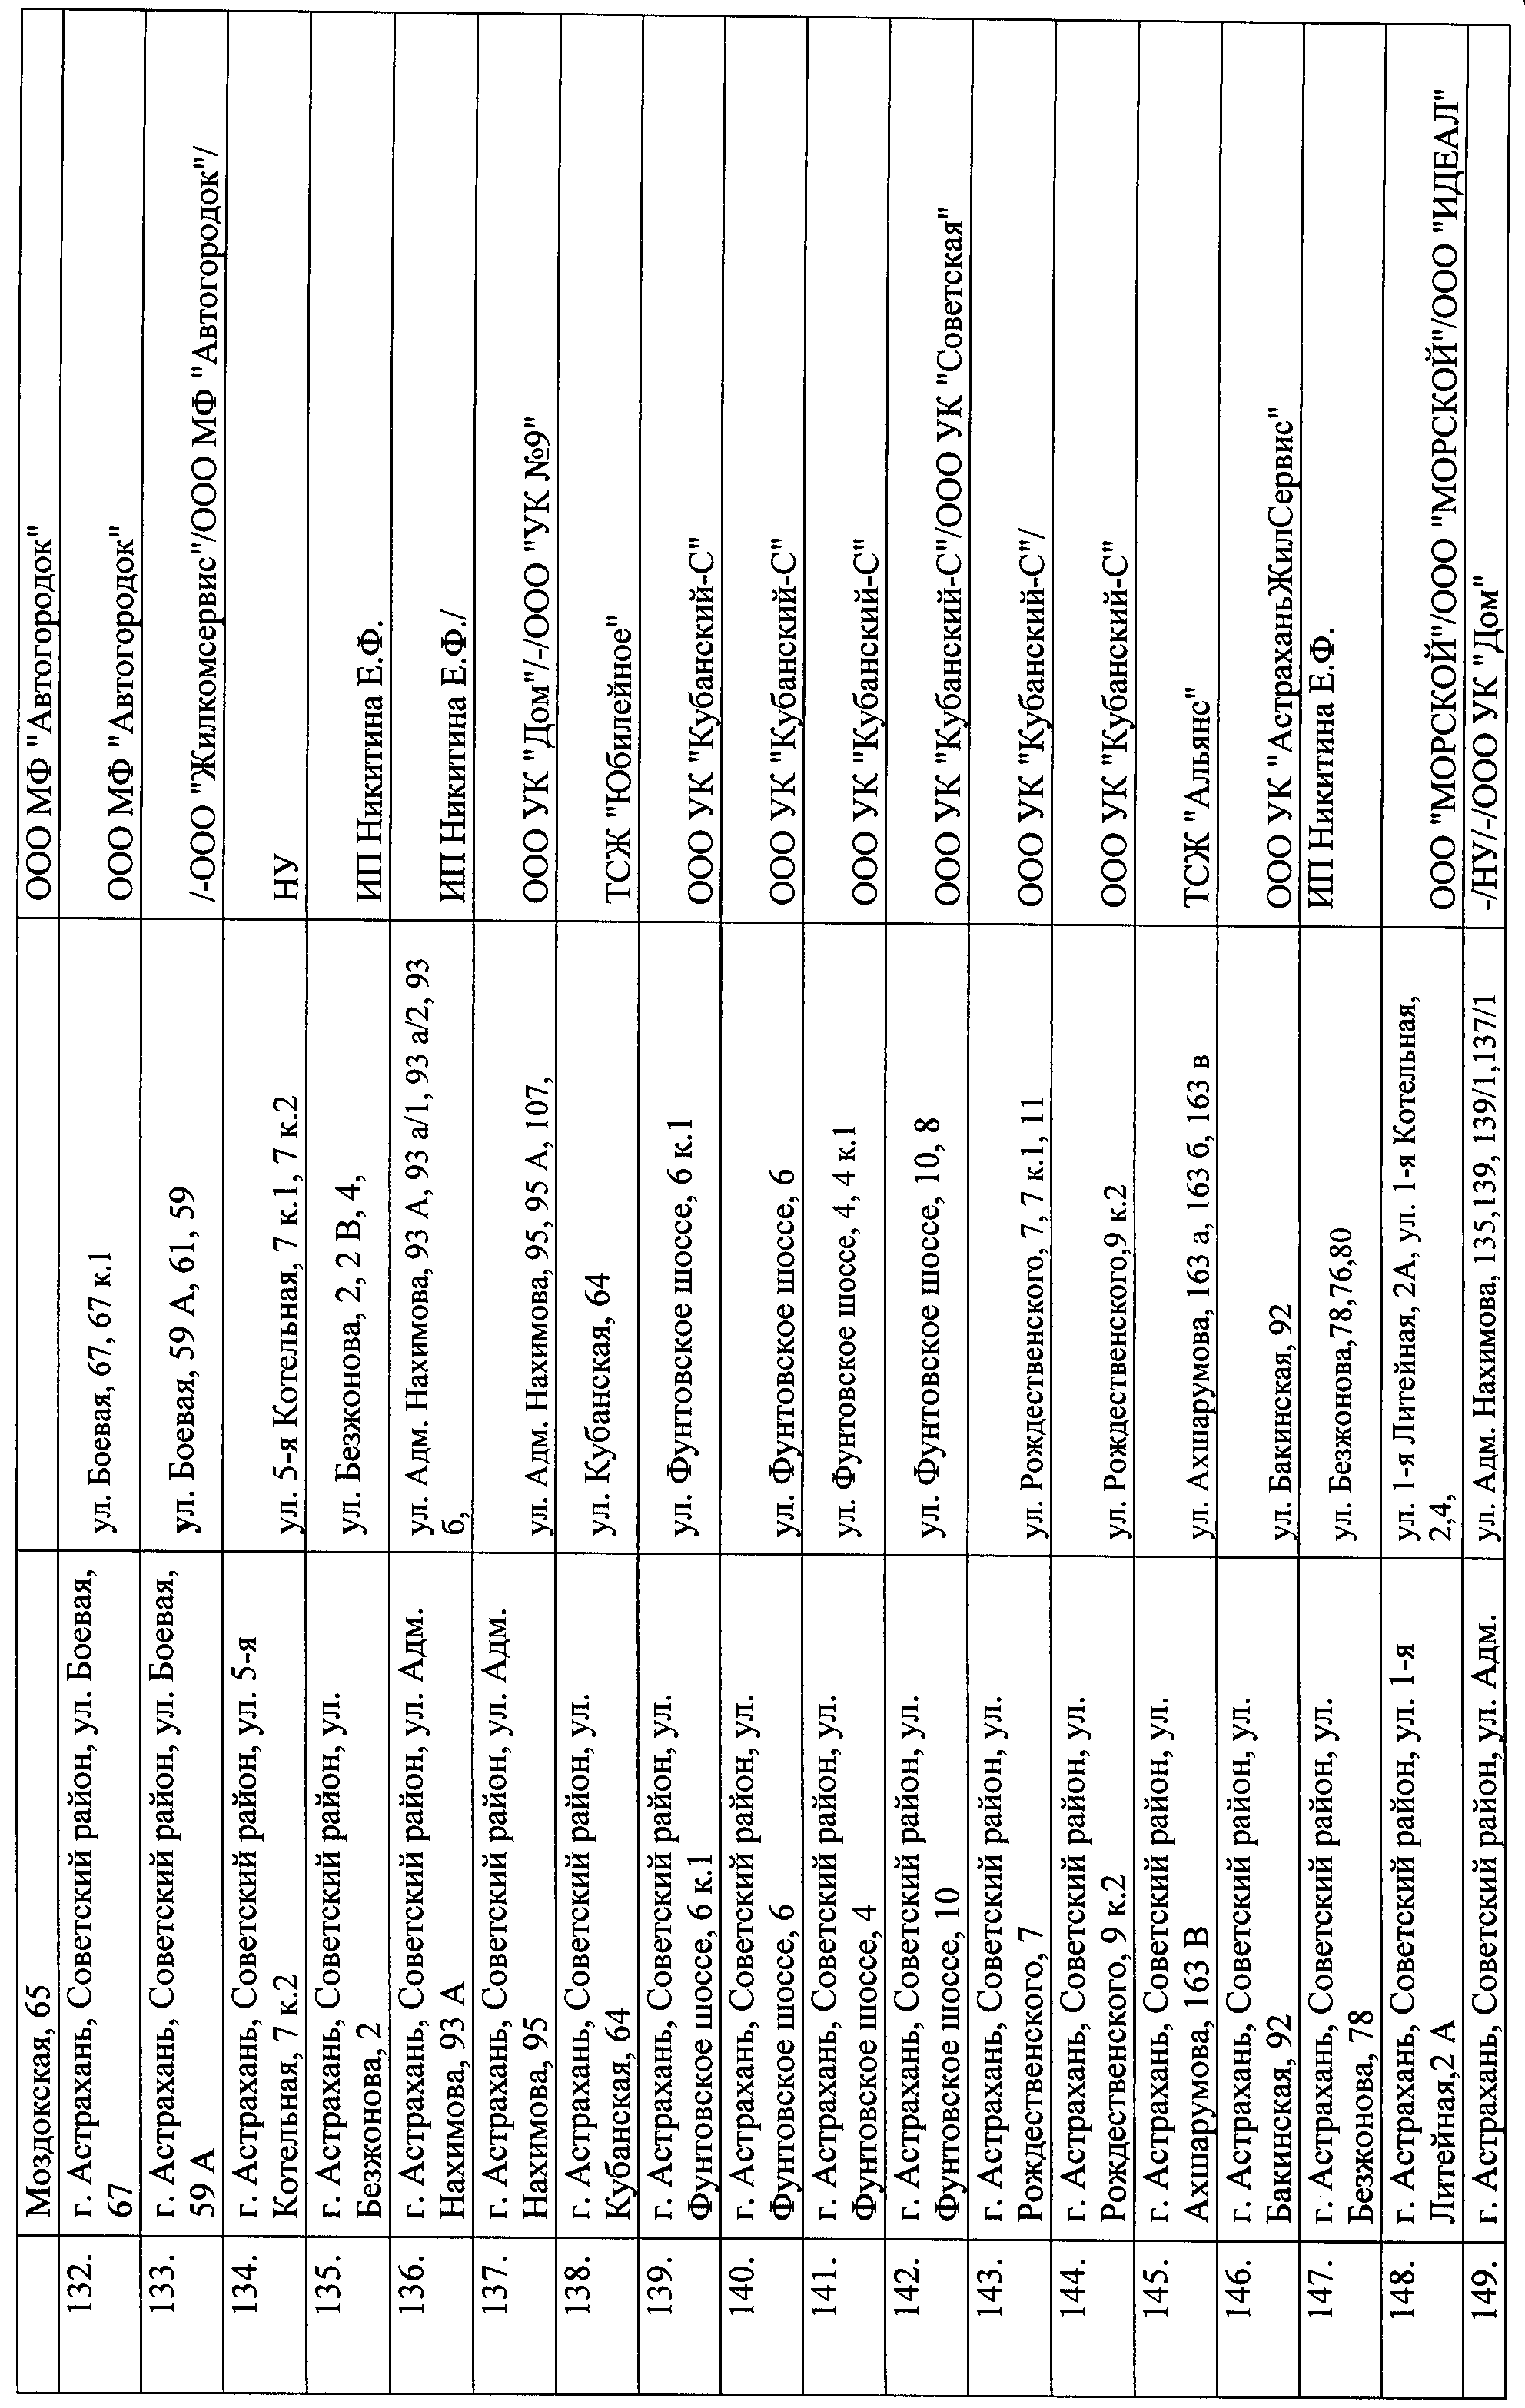 Моздокская, 65
ООО МФ "Автогородок"
132.
г. Астрахань, Советский район, ул. Боевая,
67
ул. Боевая, 67, 67 к.1
ООО МФ "Автогородок"
133.
г. Астрахань, Советский район, ул. Боевая,
59 А
ул. Боевая, 59 А, 61, 59
/-ООО "Жилкомсервис"/ООО МФ "Автогородок"/
134.
г. Астрахань, Советский район, ул. 5-я
Котельная, 7 к.2
ул. 5-я Котельная, 7 к.1, 7 к.2
НУ
135.
г. Астрахань, Советский район, ул.
Безжонова, 2
ул. Безжонова, 2, 2 В, 4,
ИП Никитина Е.Ф.
136.
г. Астрахань, Советский район, ул. Адм.
Нахимова, 93 А
ул. Адм. Нахимова, 93 А, 93 а/1, 93 а/2, 93
б,
ИП Никитина Е.Ф./
137.
г. Астрахань, Советский район, ул. Адм.
Нахимова, 95
ул. Адм. Нахимова, 95, 95 А, 107,
ООО УК "Дом"/-/ООО "УК №9"
138.
г. Астрахань, Советский район, ул.
Кубанская, 64
ул. Кубанская, 64
ТСЖ "Юбилейное"
139.
г. Астрахань, Советский район, ул.
Фунтовское шоссе, 6 к.1
ул. Фунтовское шоссе, 6 к.1
ООО УК "Кубанский-С"
140.
г. Астрахань, Советский район, ул.
Фунтовское шоссе, 6
ул. Фунтовское шоссе, 6
ООО УК "Кубанский-С"
141.
г. Астрахань, Советский район, ул.
Фунтовское шоссе, 4
ул. Фунтовское шоссе, 4, 4 к.1
ООО УК "Кубанский-С"
142.
г. Астрахань, Советский район, ул.
Фунтовское шоссе, 10
ул. Фунтовское шоссе, 10, 8
ООО УК "Кубанский-С"/ООО УК "Советская"
143.
г. Астрахань, Советский район, ул.
Рождественского, 7
ул. Рождественского, 7, 7 к.1, 11
ООО УК "Кубанский-С"/
144.
г. Астрахань, Советский район, ул.
Рождественского, 9 к.2
ул. Рождественского,9 к.2
ООО УК "Кубанский-С"
145.
г. Астрахань, Советский район, ул.
Ахшарумова, 163 В
ул. Ахшарумова, 163 а, 163 б, 163 в
ТСЖ "Альянс"
146.
г. Астрахань, Советский район, ул.
Бакинская, 92
ул. Бакинская, 92
ООО УК "АстраханьЖилСервис"
147.
г. Астрахань, Советский район, ул.
Безжонова, 78
ул. Безжонова,78,76,80
ИП Никитина Е.Ф.
148.
г. Астрахань, Советский район, ул. 1-я
Литейная,2 А
ул. 1-я Литейная, 2А, ул. 1-я Котельная,
2,4,
ООО "МОРСКОЙ"/ООО "МОРСКОЙ"/ООО "ИДЕАЛ"
149.
г. Астрахань, Советский район, ул. Адм.
ул. Адм. Нахимова, 135,139, 139/1,137/1
-/НУ/-/ООО УК "Дом"